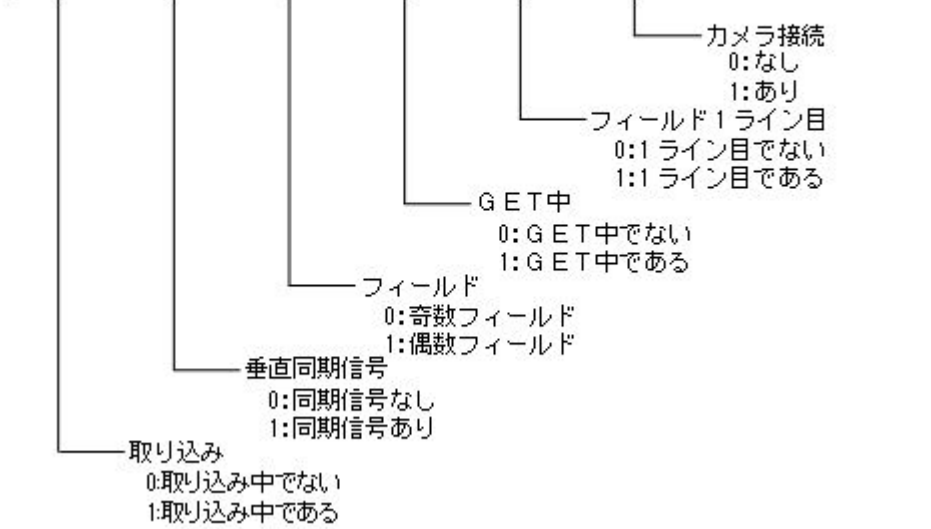 カメラ接続
0:なし
1:あり
フィールド1ライン目
0:1ライン目でない
1:1ライン目である
ＧＥＴ中
0:ＧＥＴ中でない
1:ＧＥＴ中である
フィールド
0:奇数フィールド
1:偶数フィールド
垂直同期信号
0:同期信号なし
1:同期信号あり
取り込み
0:取り込み中でない
1:取り込み中である